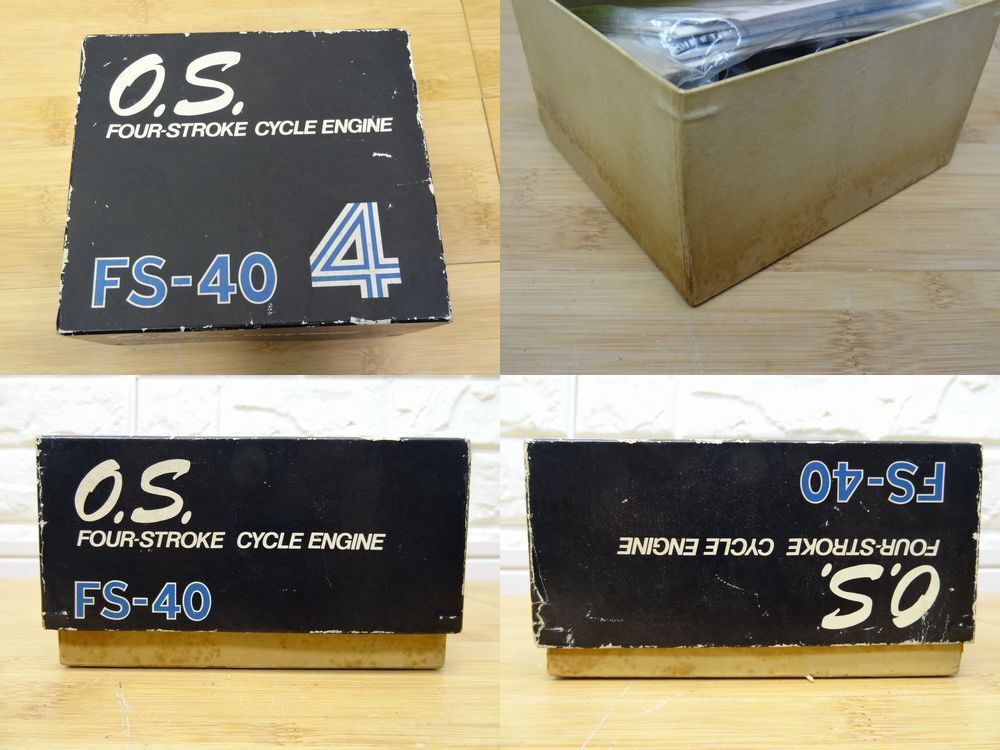 O.S.
FOUR-STROKE CYCLE ENGINE
FS-40 4
O.S.
FOUR-STROKE CYCLE ENGINE
FS-40
FS-40
FOUR-STROKE CYCLE ENGINE
O.S.